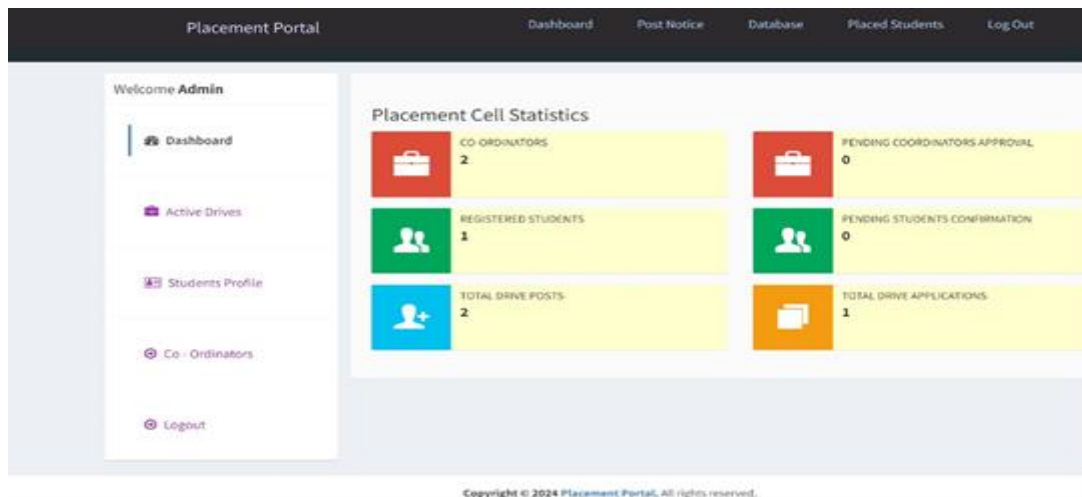 Placement Portal Dashboard Post Notice Database Placed Students Log Out
Welcome Admin
Dashboard
Active Drives
Students Profile
Co - Ordinators
Logout
Placement Cell Statistics
CO-ORDINATORS
2
PENDING COORDINATORS APPROVAL
0
REGISTERED STUDENTS
1
PENDING STUDENTS CONFIRMATION
0
TOTAL DRIVE POSTS
2
TOTAL DRIVE APPLICATIONS
1
Copyright © 2024 Placement Portal. All rights reserved.